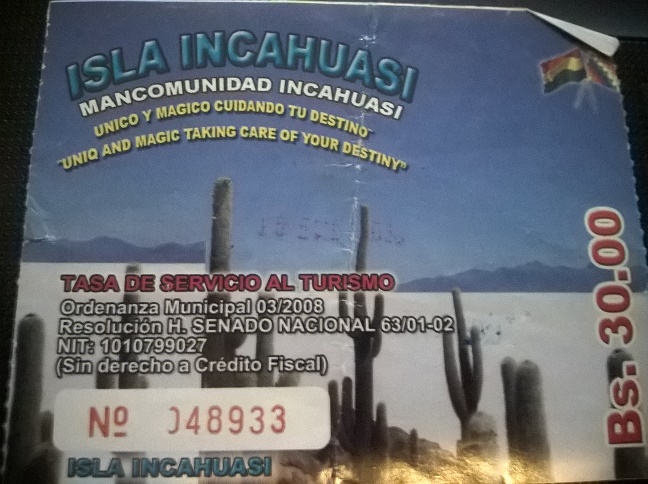 ISLA INCAHUASI
MANCOMUNIDAD INCAHUASI
UNICO Y MAGICO CUIDANDO TU DESTINO
"UNIQ AND MAGIC TAKING CARE OF YOUR DESTINY"
TASA DE SERVICIO AL TURISMO
Ordenanza Municipal 03/2008
Resolución H. SENADO NACIONAL 63/01-02
NIT: 1010799027
(Sin derecho a Crédito Fiscal)
Nº 048933
ISLA INCAHUASI
Bs. 30.00